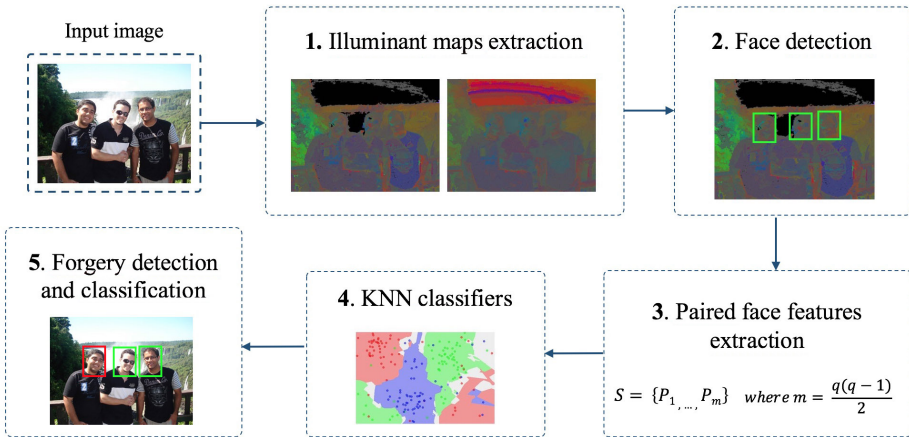 Input image
1. Illuminant maps extraction
2. Face detection
3. Paired face features
extraction
S = {P₁,...,Pₘ} where m = q(q − 1)/2
4. KNN classifiers
5. Forgery detection
and classification